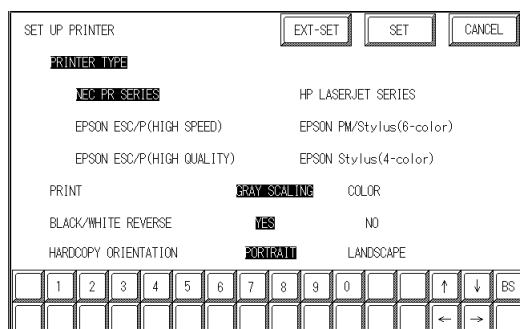 SET UP PRINTER EXT-SET SET CANCEL
PRINTER TYPE
NEC PR SERIES HP LASERJET SERIES
EPSON ESC/P(HIGH SPEED) EPSON PM/Stylus(6-color)
EPSON ESC/P(HIGH QUALITY) EPSON Stylus(4-color)
PRINT GRAY SCALING COLOR
BLACK/WHITE REVERSE YES NO
HARDCOPY ORIENTATION PORTRAIT LANDSCAPE
1 2 3 4 5 6 7 8 9 0 ↑ ↓ BS
← →